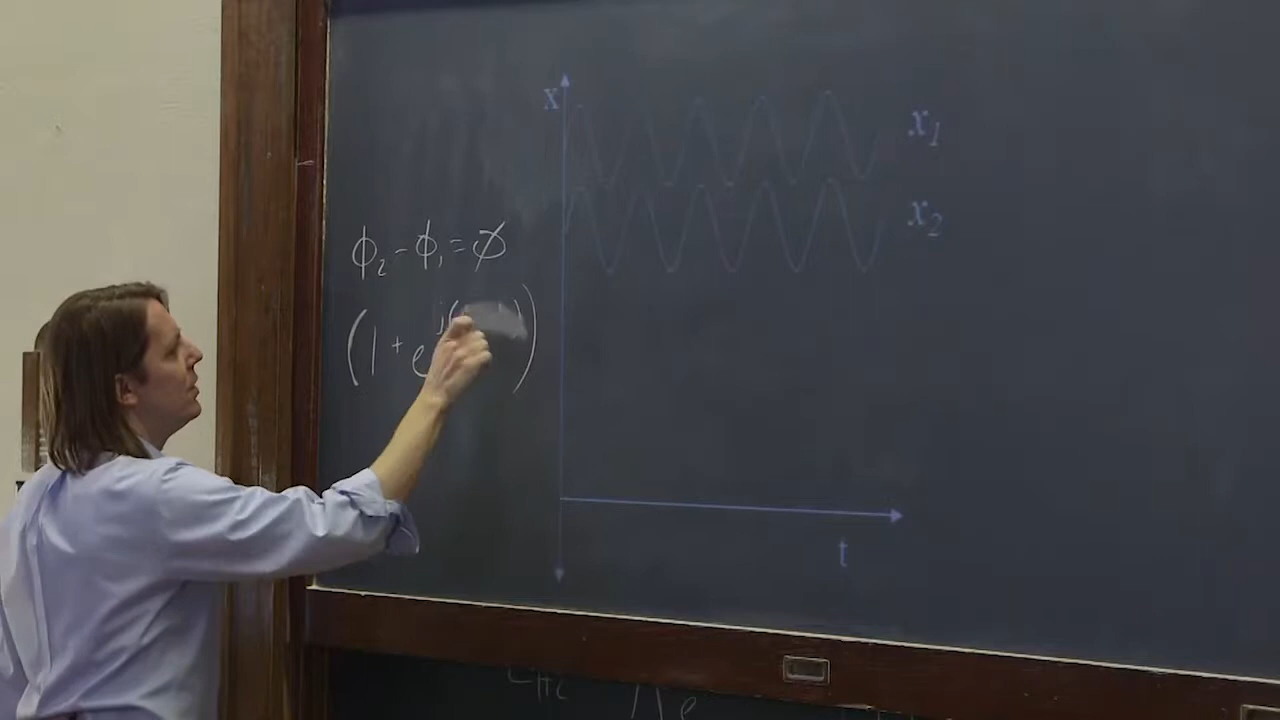 x
x₁
x₂
ϕ₂ - ϕ₁ = ∅
(1 + e^j( ))
t